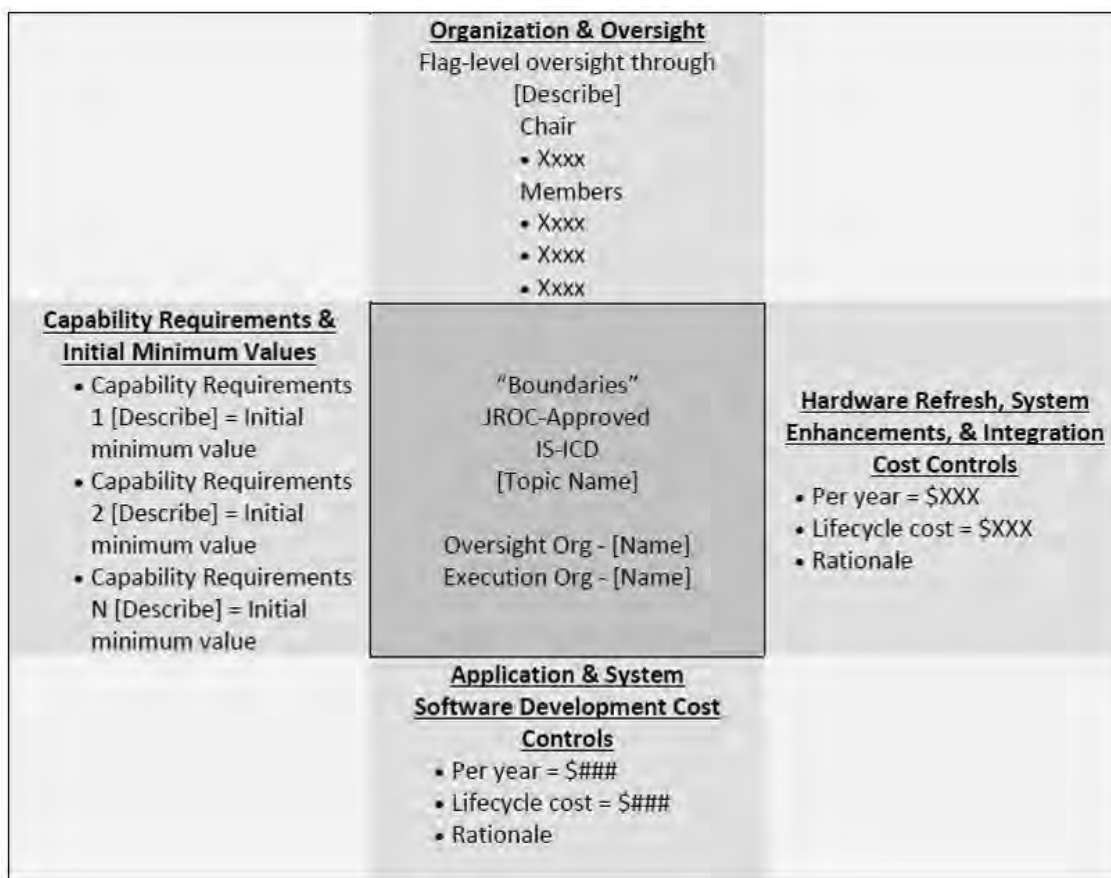 Organization & Oversight
Flag-level oversight through
[Describe]
Chair
• Xxxx
Members
• Xxxx
• Xxxx
• Xxxx
Capability Requirements &
Initial Minimum Values
• Capability Requirements
1 [Describe] = Initial
minimum value
• Capability Requirements
2 [Describe] = Initial
minimum value
• Capability Requirements
N [Describe] = Initial
minimum value
“Boundaries”
JROC-Approved
IS-ICD
[Topic Name]
Oversight Org - [Name]
Execution Org - [Name]
Hardware Refresh, System
Enhancements, & Integration
Cost Controls
• Per year = $XXX
• Lifecycle cost = $XXX
• Rationale
Application & System
Software Development Cost
Controls
• Per year = $###
• Lifecycle cost = $###
• Rationale